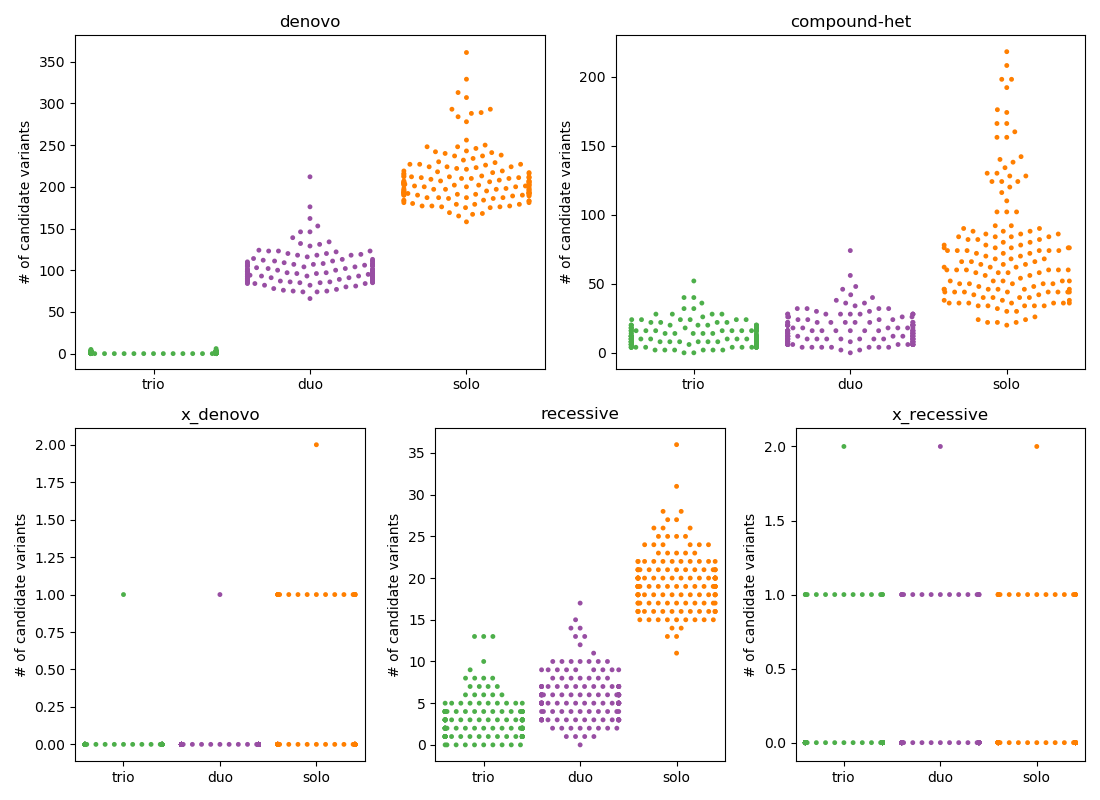 denovo
# of candidate variants
350
300
250
200
150
100
50
0
trio duo solo
compound-het
# of candidate variants
200
150
100
50
0
trio duo solo
x_denovo
# of candidate variants
2.00
1.75
1.50
1.25
1.00
0.75
0.50
0.25
0.00
trio duo solo
recessive
# of candidate variants
35
30
25
20
15
10
5
0
trio duo solo
x_recessive
# of candidate variants
2.0
1.5
1.0
0.5
0.0
trio duo solo